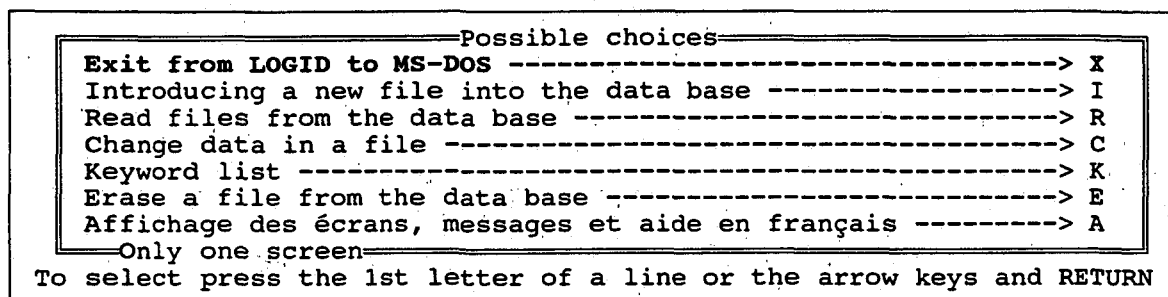 Possible choices
Exit from LOGID to MS-DOS -----------------------------------> X
Introducing a new file into the data base ------------------> I
Read files from the data base ------------------------------> R
Change data in a file --------------------------------------> C
Keyword list -----------------------------------------------> K
Erase a file from the data base ----------------------------> E
Affichage des écrans, messages et aide en français ---------> A
Only one screen
To select press the 1st letter of a line or the arrow keys and RETURN